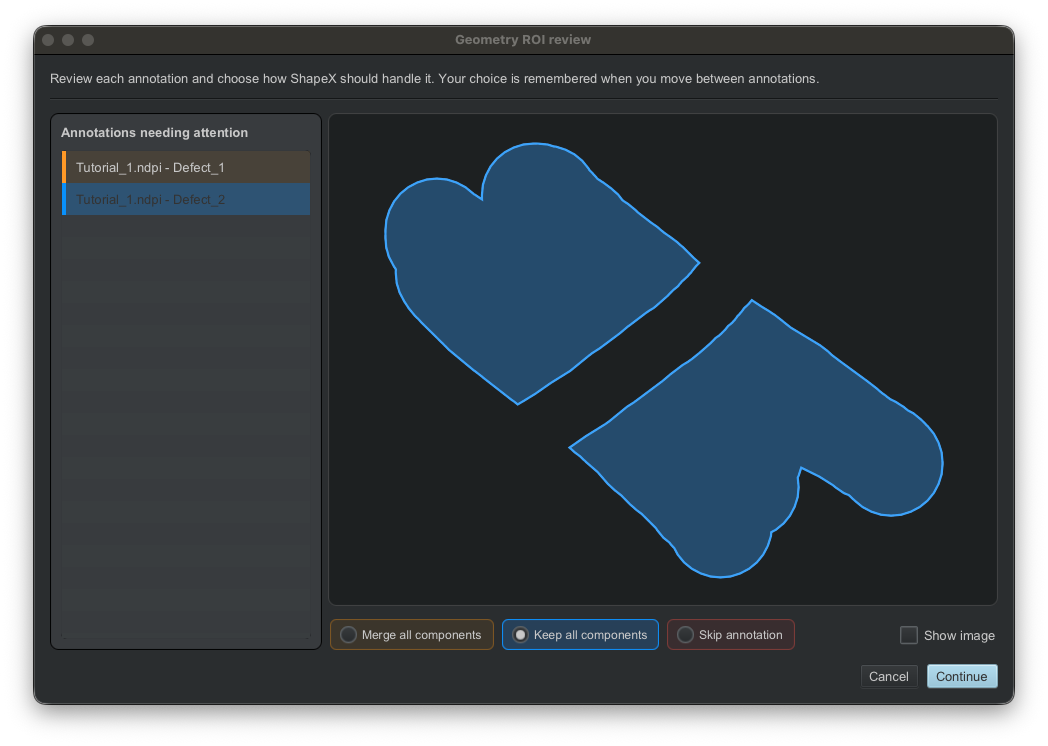 Geometry ROI review
Review each annotation and choose how ShapeX should handle it. Your choice is remembered when you move between annotations.
Annotations needing attention
Tutorial_1.ndpi - Defect_1
Tutorial_1.ndpi - Defect_2
Merge all components
Keep all components
Skip annotation
Show image
Cancel
Continue